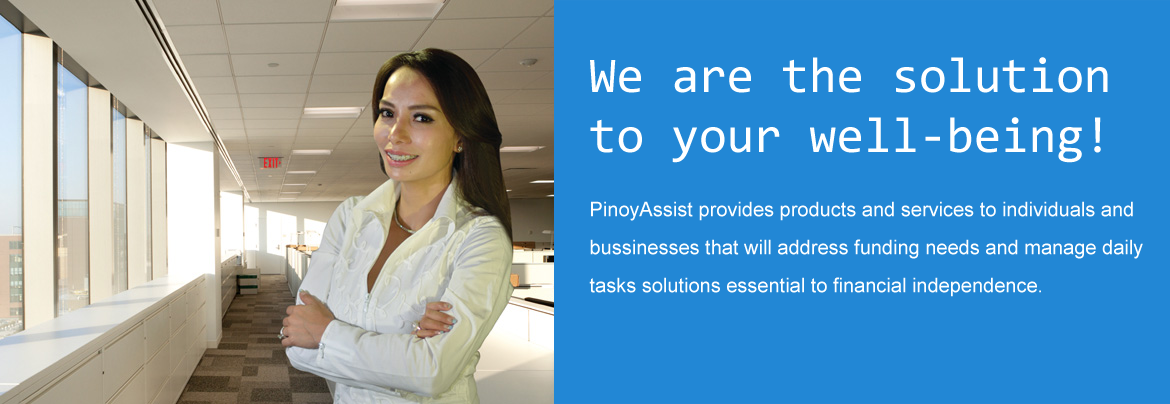 We are the solution
to your well-being!
PinoyAssist provides products and services to individuals and
bussinesses that will address funding needs and manage daily
tasks solutions essential to financial independence.
EXIT